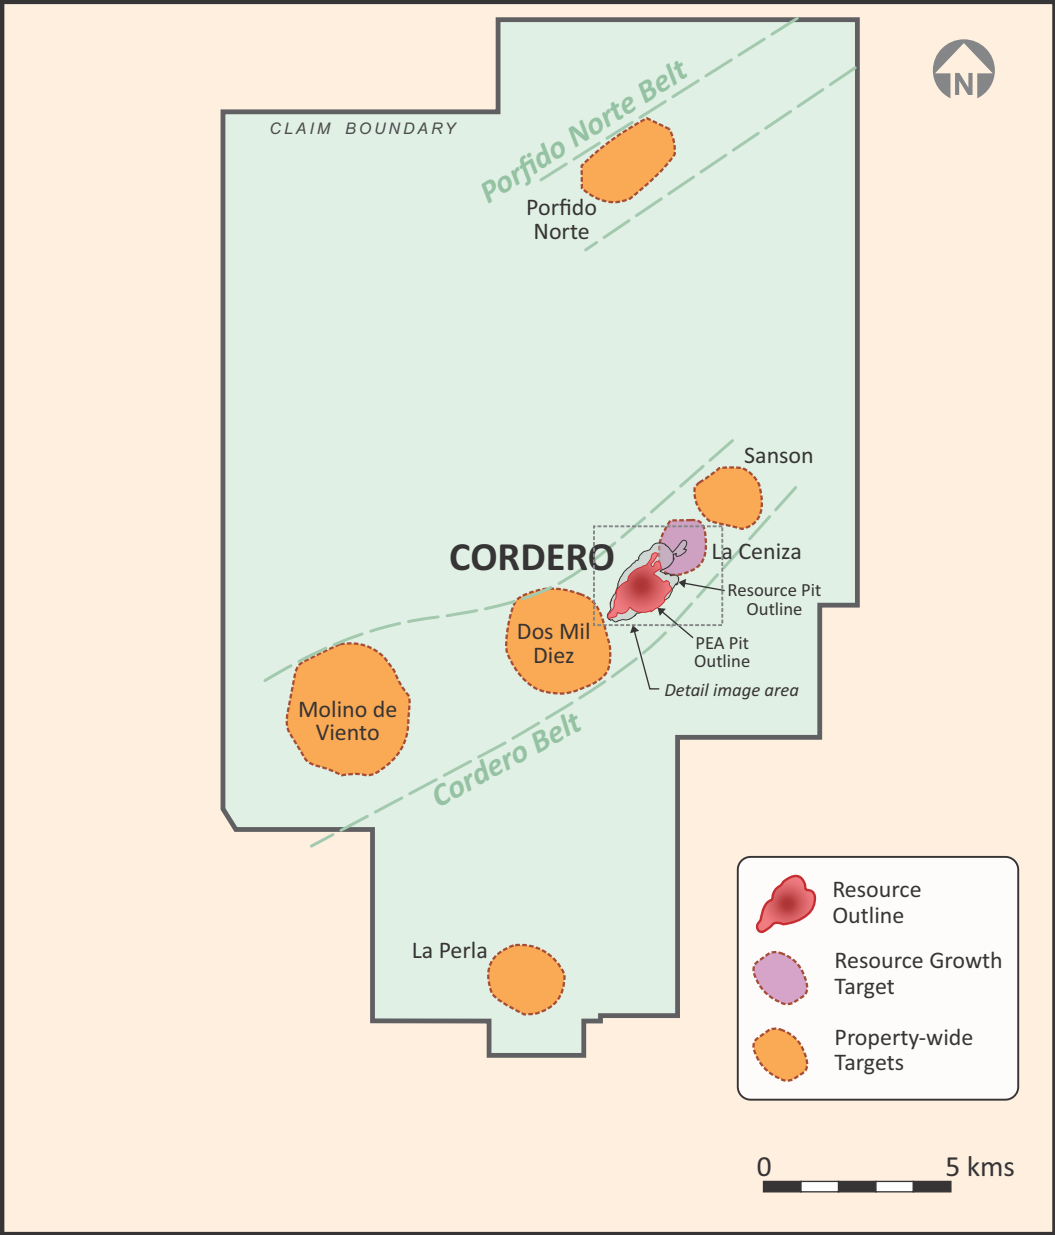 N
CLAIM BOUNDARY
Porfido Norte Belt
Porfido
Norte
Sanson
CORDERO
La Ceniza
Resource Pit
Outline
Dos Mil
Diez
PEA Pit
Outline
Detail image area
Molino de
Viento
Cordero Belt
La Perla
Resource
Outline
Resource Growth
Target
Property-wide
Targets
0 5 kms